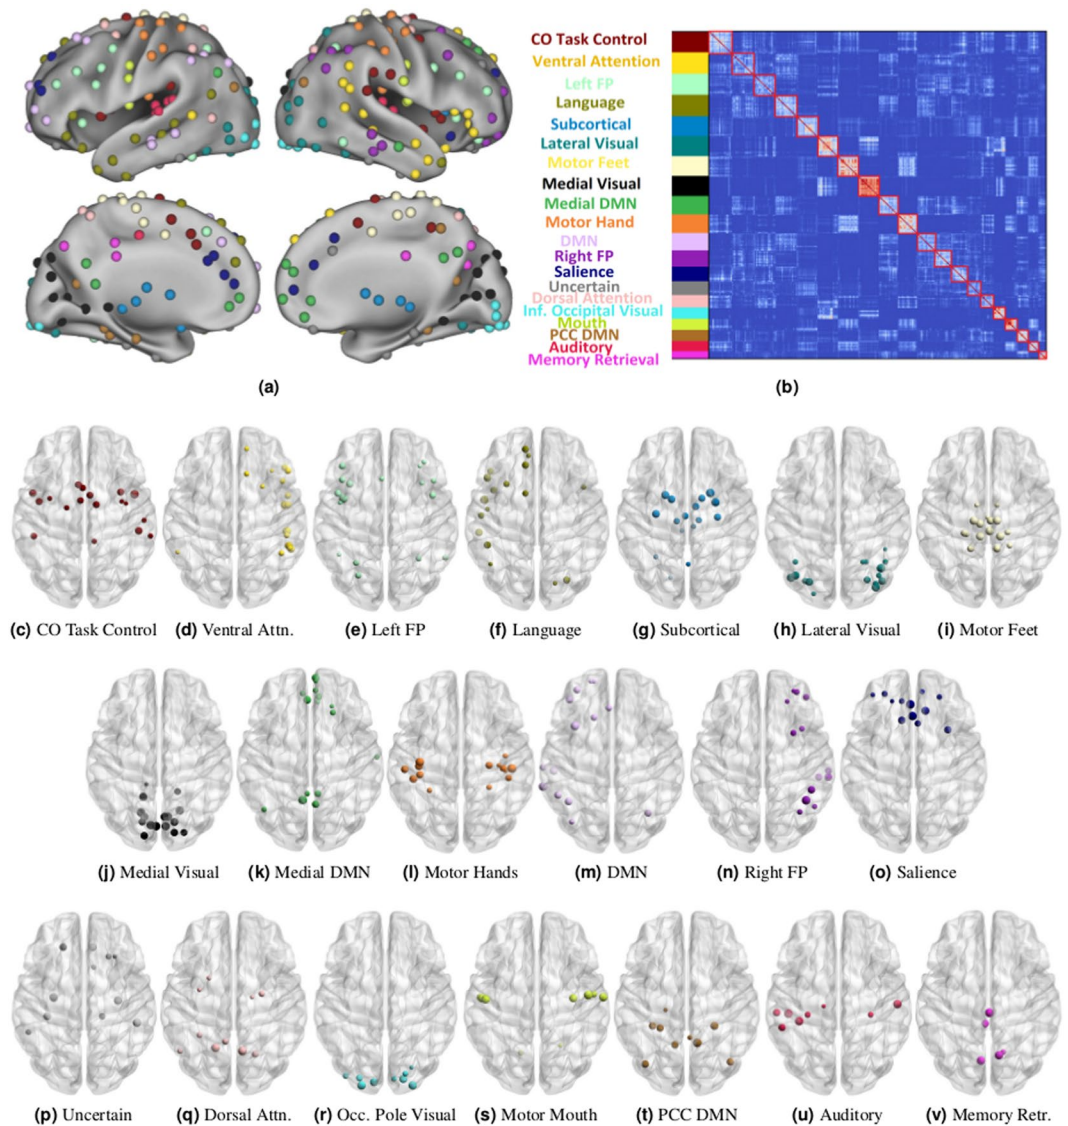 CO Task Control
Ventral Attention
Left FP
Language
Subcortical
Lateral Visual
Motor Feet
Medial Visual
Medial DMN
Motor Hand
DMN
Right FP
Salience
Uncertain
Dorsal Attention
Inf. Occipital Visual
Mouth
PCC DMN
Auditory
Memory Retrieval
(a) (b)
(c) CO Task Control (d) Ventral Attn. (e) Left FP (f) Language (g) Subcortical (h) Lateral Visual (i) Motor Feet
(j) Medial Visual (k) Medial DMN (l) Motor Hands (m) DMN (n) Right FP (o) Salience
(p) Uncertain (q) Dorsal Attn. (r) Occ. Pole Visual (s) Motor Mouth (t) PCC DMN (u) Auditory (v) Memory Retr.